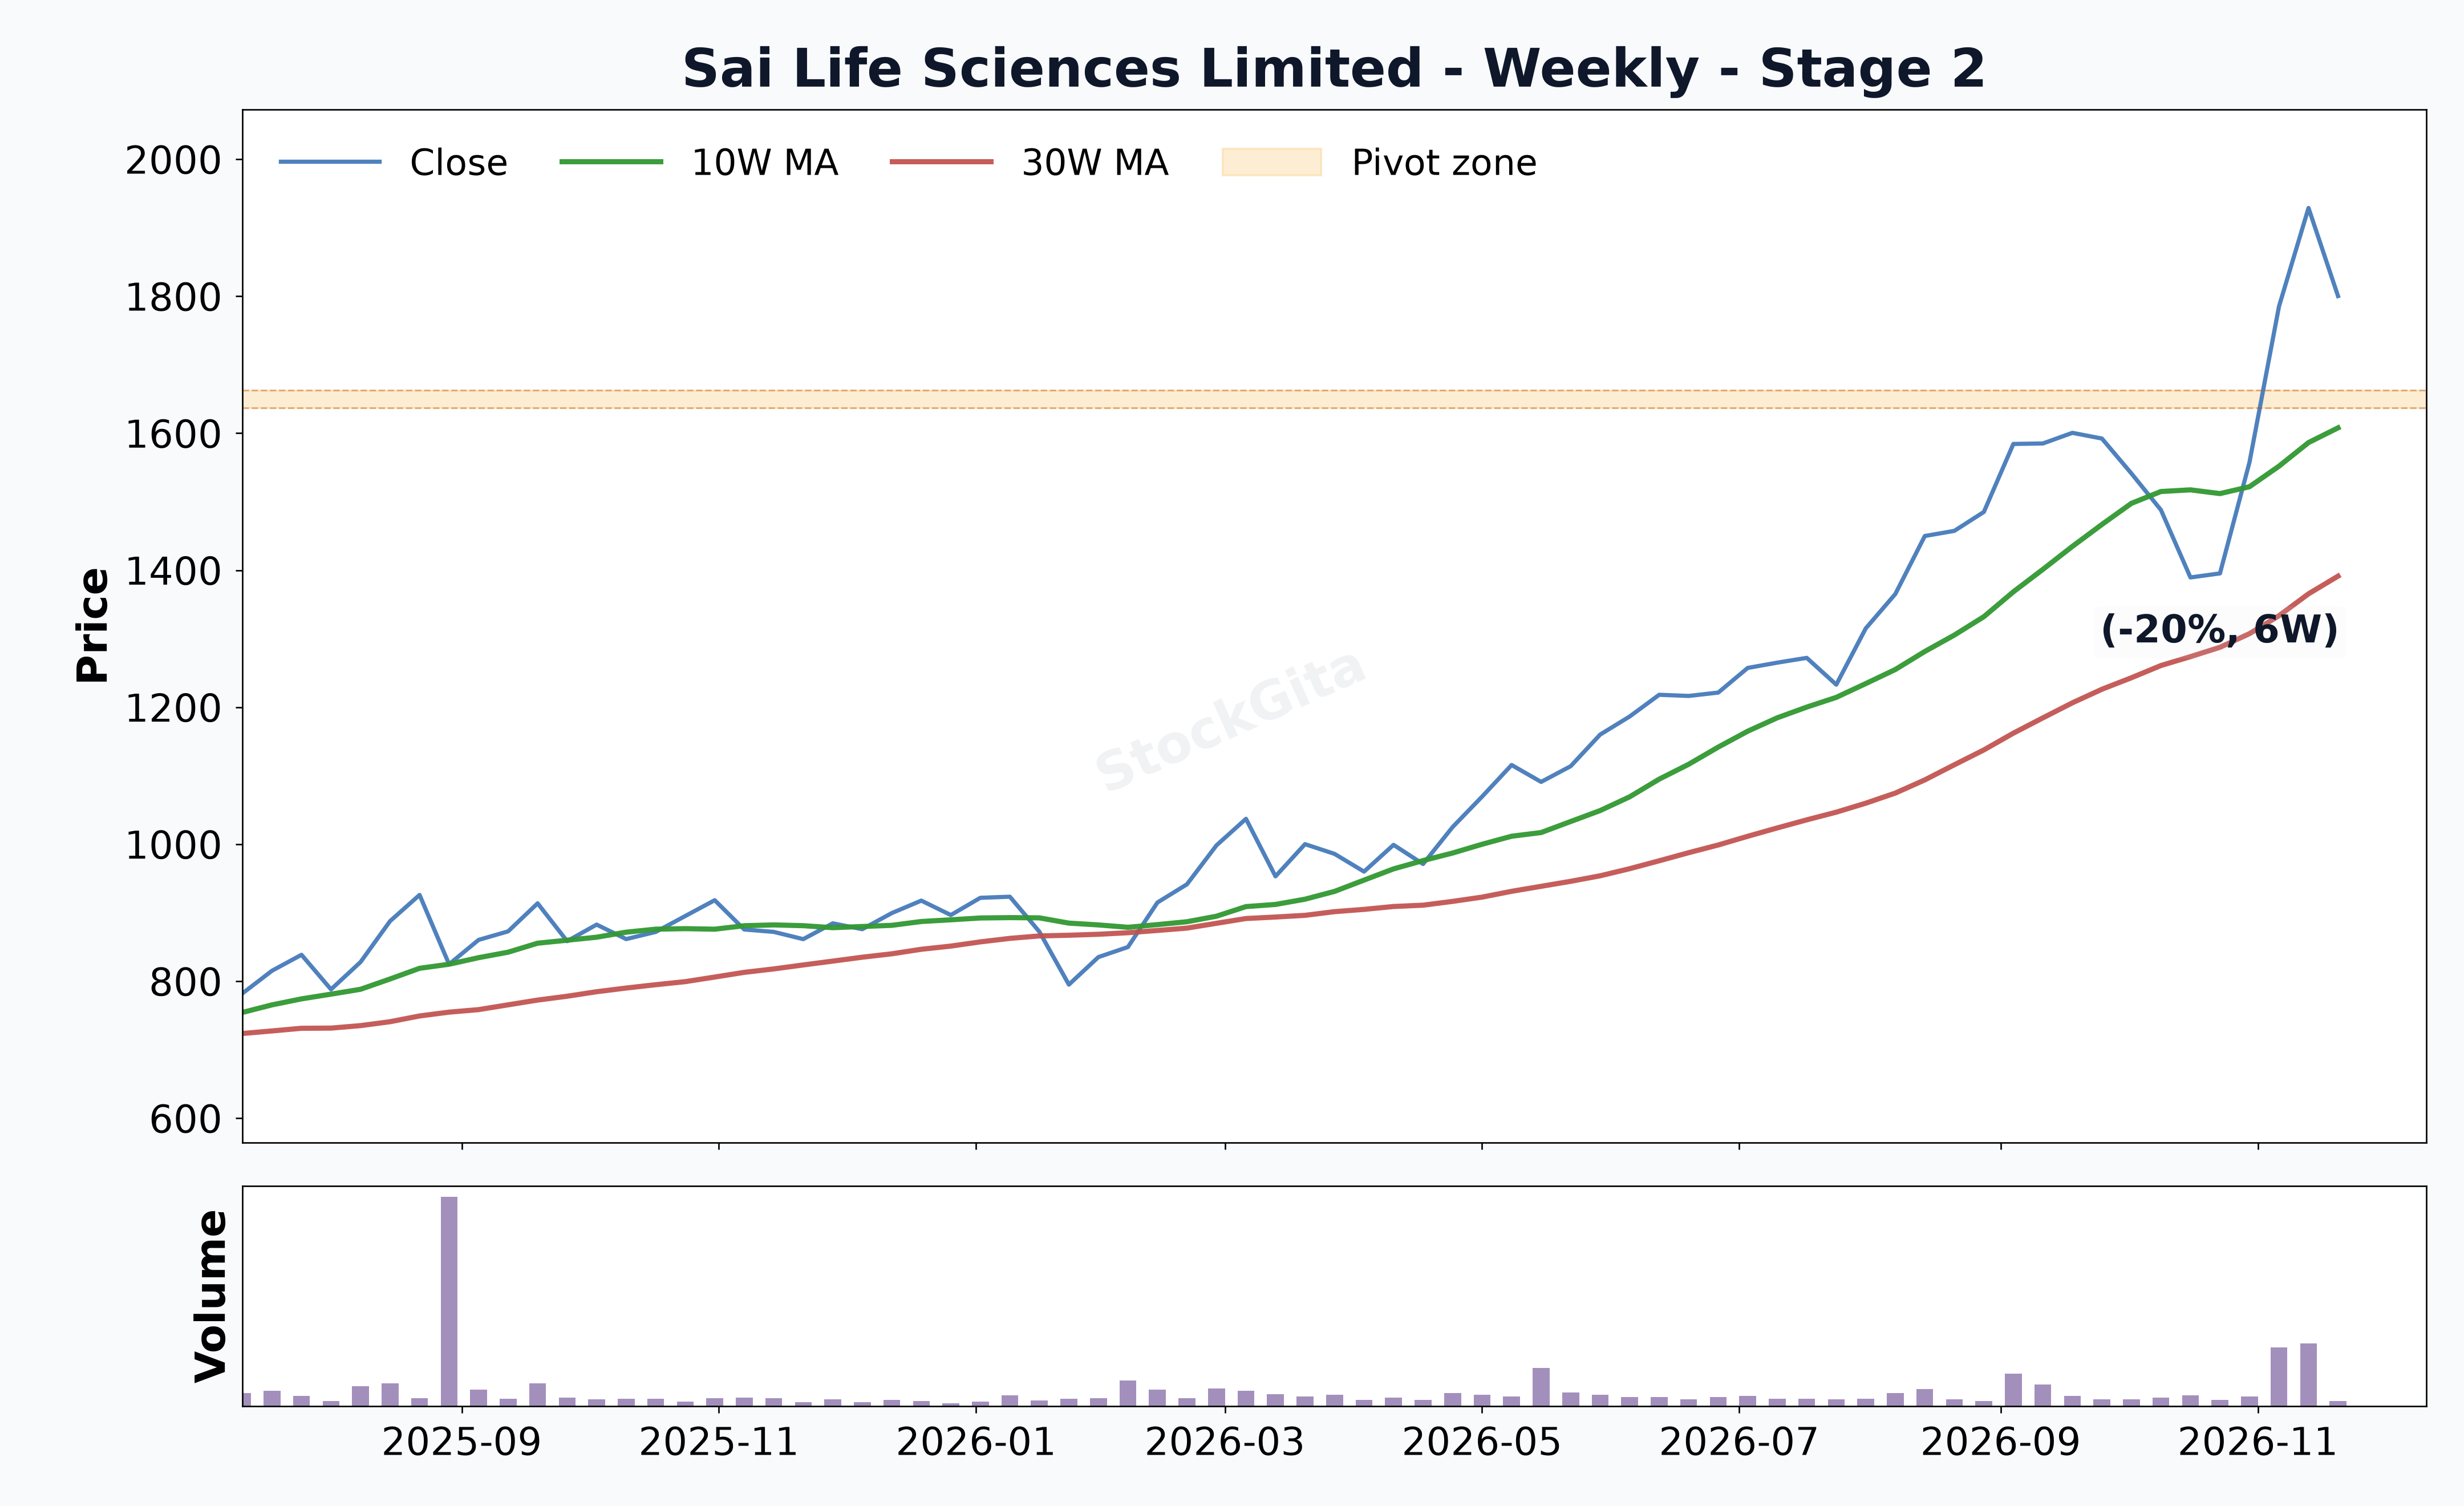 Sai Life Sciences Limited - Weekly - Stage 2
Close 10W MA 30W MA Pivot zone
2000
1800
1600
1400
1200
1000
800
600
Price
(-20%, 6W)
StockGita
Volume
2025-09 2025-11 2026-01 2026-03 2026-05 2026-07 2026-09 2026-11